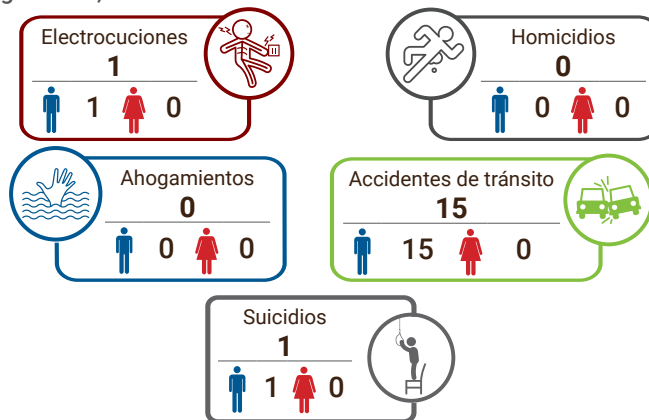 Electrocuciones
1
1 0
Homicidios
0
0 0
Ahogamientos
0
0 0
Accidentes de tránsito
15
15 0
Suicidios
1
1 0